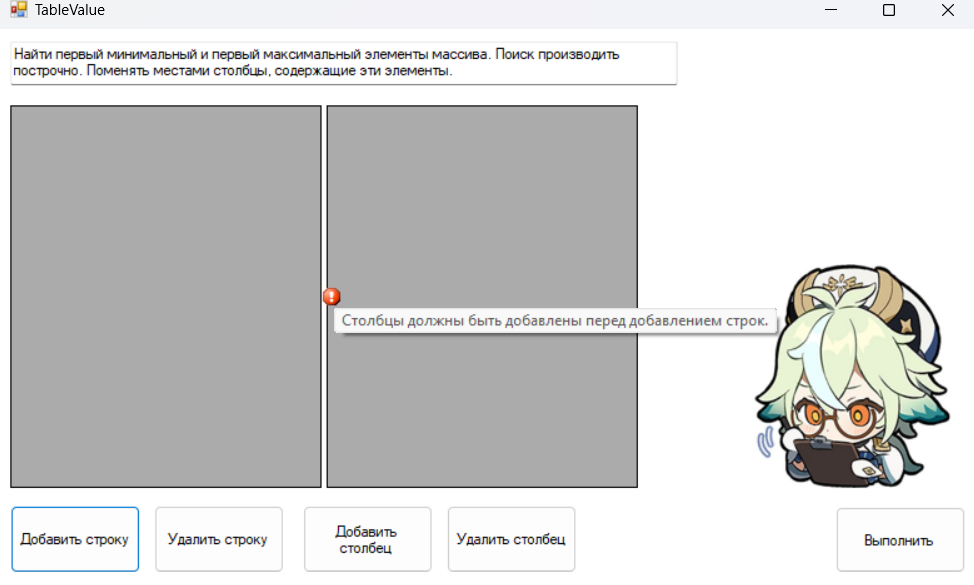 TableValue
Найти первый минимальный и первый максимальный элементы массива. Поиск производить
построчно. Поменять местами столбцы, содержащие эти элементы.
Столбцы должны быть добавлены перед добавлением строк.
Добавить строку
Удалить строку
Добавить
столбец
Удалить столбец
Выполнить